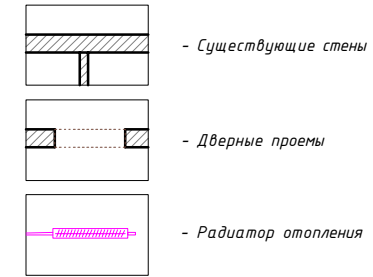 - Существующие стены
- Дверные проемы
- Радиатор отопления